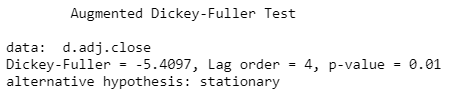 Augmented Dickey-Fuller Test
data: d.adj.close
Dickey-Fuller = -5.4097, Lag order = 4, p-value = 0.01
alternative hypothesis: stationary